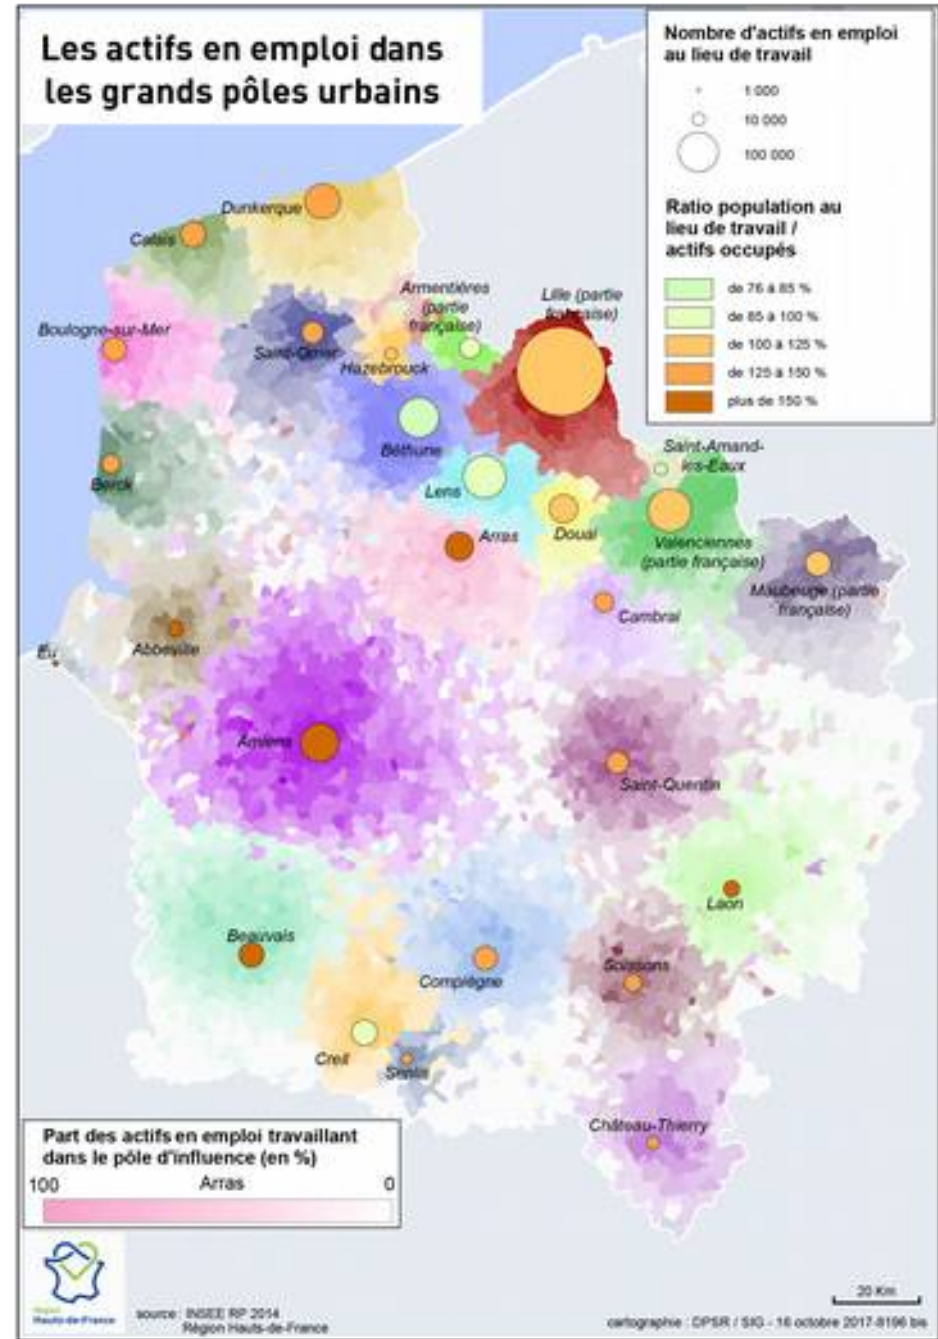 Les actifs en emploi dans
les grands pôles urbains
Nombre d'actifs en emploi
au lieu de travail
1 000
10 000
100 000
Ratio population au
lieu de travail /
actifs occupés
de 76 à 85 %
de 85 à 100 %
de 100 à 125 %
de 125 à 150 %
plus de 150 %
Dunkerque
Calais
Armentières
(partie
française)
Lille (partie
française)
Boulogne-sur-Mer
Saint-Omer
Hazebrouck
Béthune
Saint-Amand-
les-Eaux
Berck
Lens
Arras
Douai
Valenciennes
(partie française)
Maubeuge (partie
française)
Cambrai
Eu
Abbeville
Amiens
Saint-Quentin
Laon
Beauvais
Compiègne
Soissons
Creil
Senlis
Château-Thierry
Part des actifs en emploi travaillant
dans le pôle d'influence (en %)
100 Arras 0
Région
Hauts-de-France
source : INSEE RP 2014
Région Hauts-de-France
20 Km
cartographie : DPSR / SIG - 16 octobre 2017-8196 bis